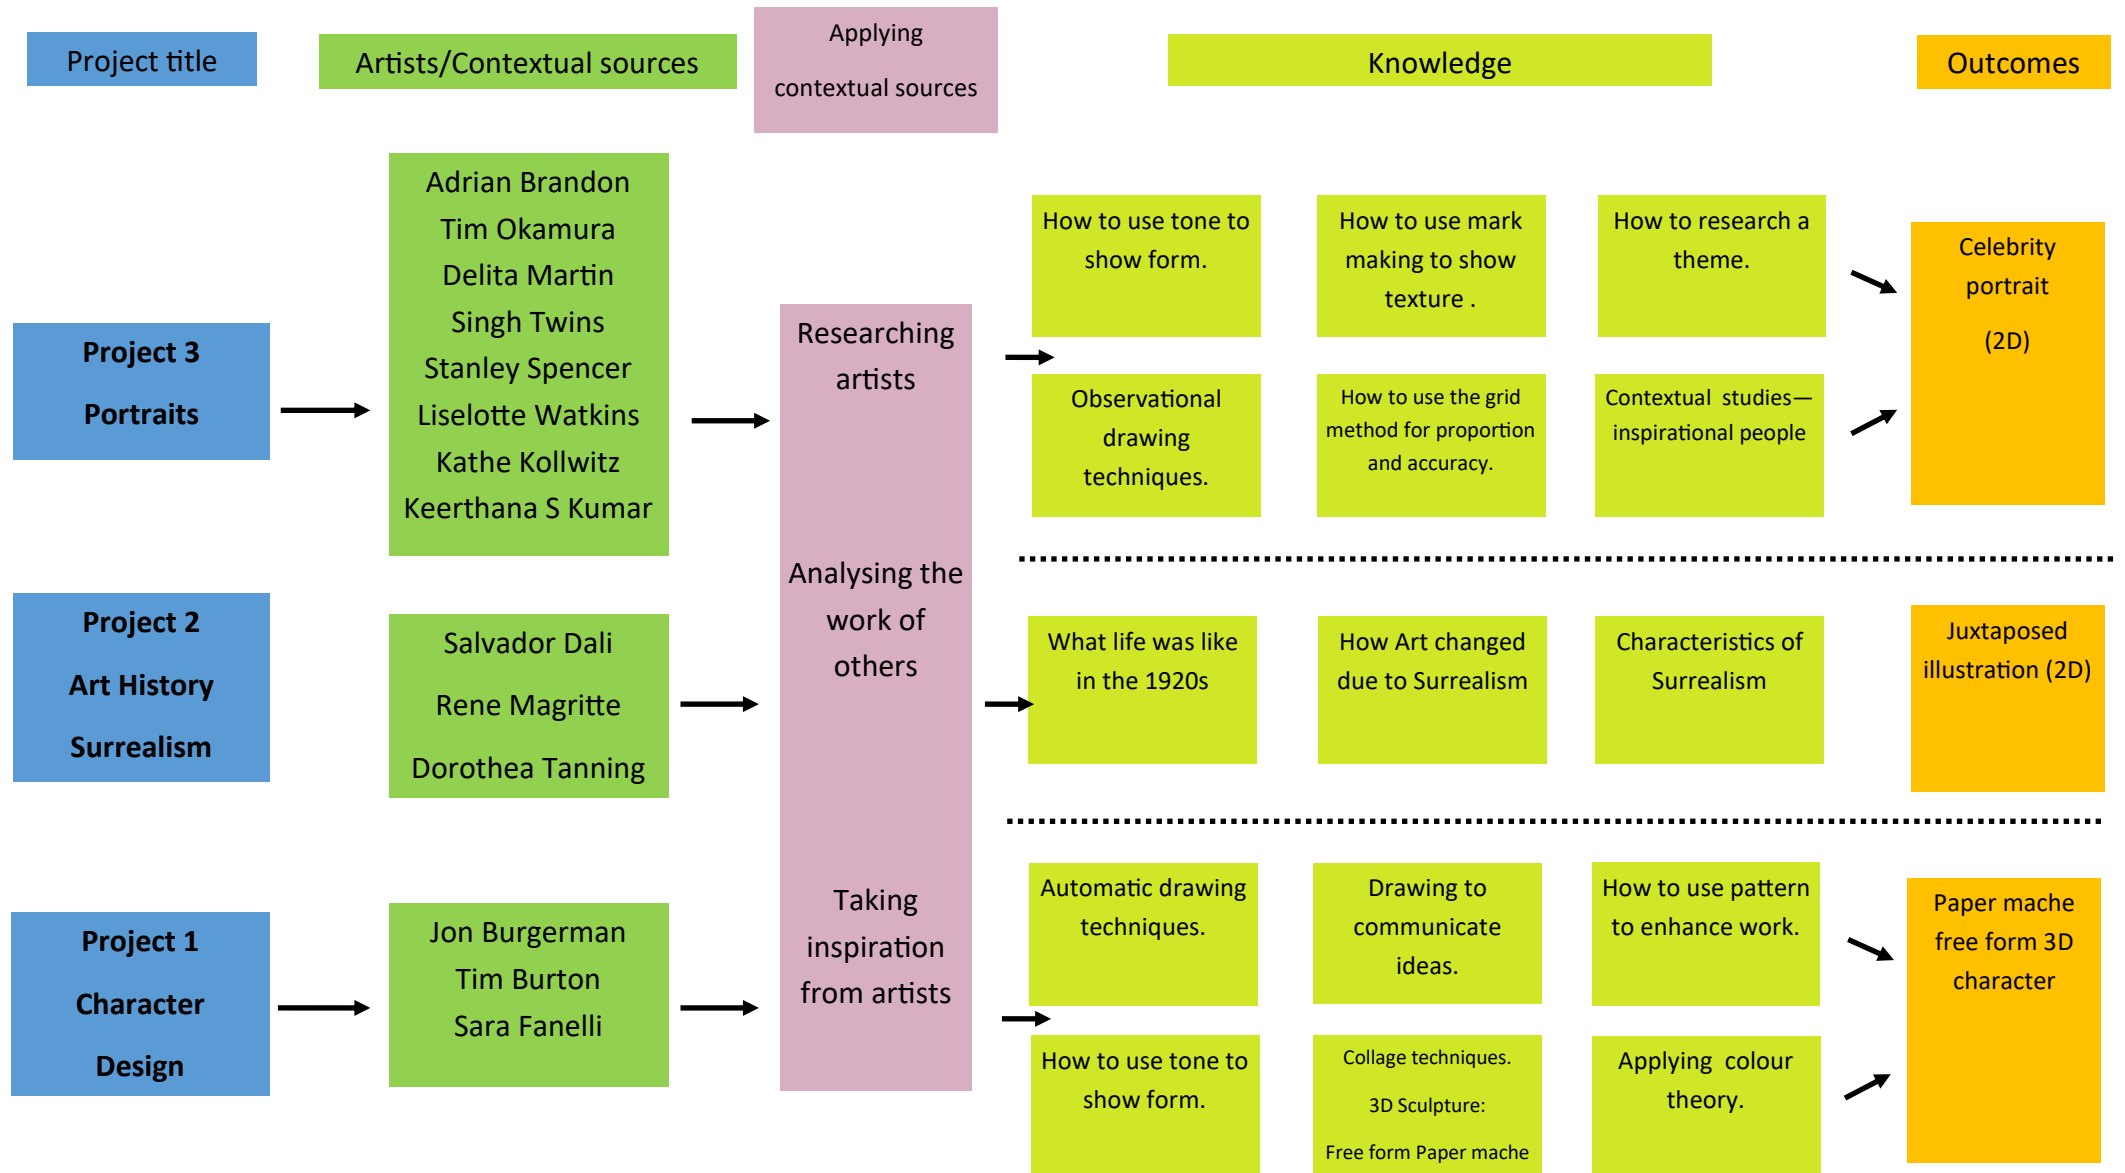 Project title
Artists/Contextual sources
Applying
contextual sources
Knowledge
Outcomes
Project 3
Portraits
Adrian Brandon
Tim Okamura
Delita Martin
Singh Twins
Stanley Spencer
Liselotte Watkins
Kathe Kollwitz
Keerthana S Kumar
Researching
artists
Analysing the
work of
others
Taking
inspiration
from artists
How to use tone to
show form.
How to use mark
making to show
texture .
How to research a
theme.
Observational
drawing
techniques.
How to use the grid
method for proportion
and accuracy.
Contextual  studies—
inspirational people
Celebrity
portrait
(2D)
Project 2
Art History
Surrealism
Salvador Dali
Rene Magritte
Dorothea Tanning
What life was like
in the 1920s
How Art changed
due to Surrealism
Characteristics of
Surrealism
Juxtaposed
illustration (2D)
Project 1
Character
Design
Jon Burgerman
Tim Burton
Sara Fanelli
Automatic drawing
techniques.
Drawing to
communicate
ideas.
How to use pattern
to enhance work.
How to use tone to
show form.
Collage techniques.
3D Sculpture:
Free form Paper mache
Applying  colour
theory.
Paper mache
free form 3D
character